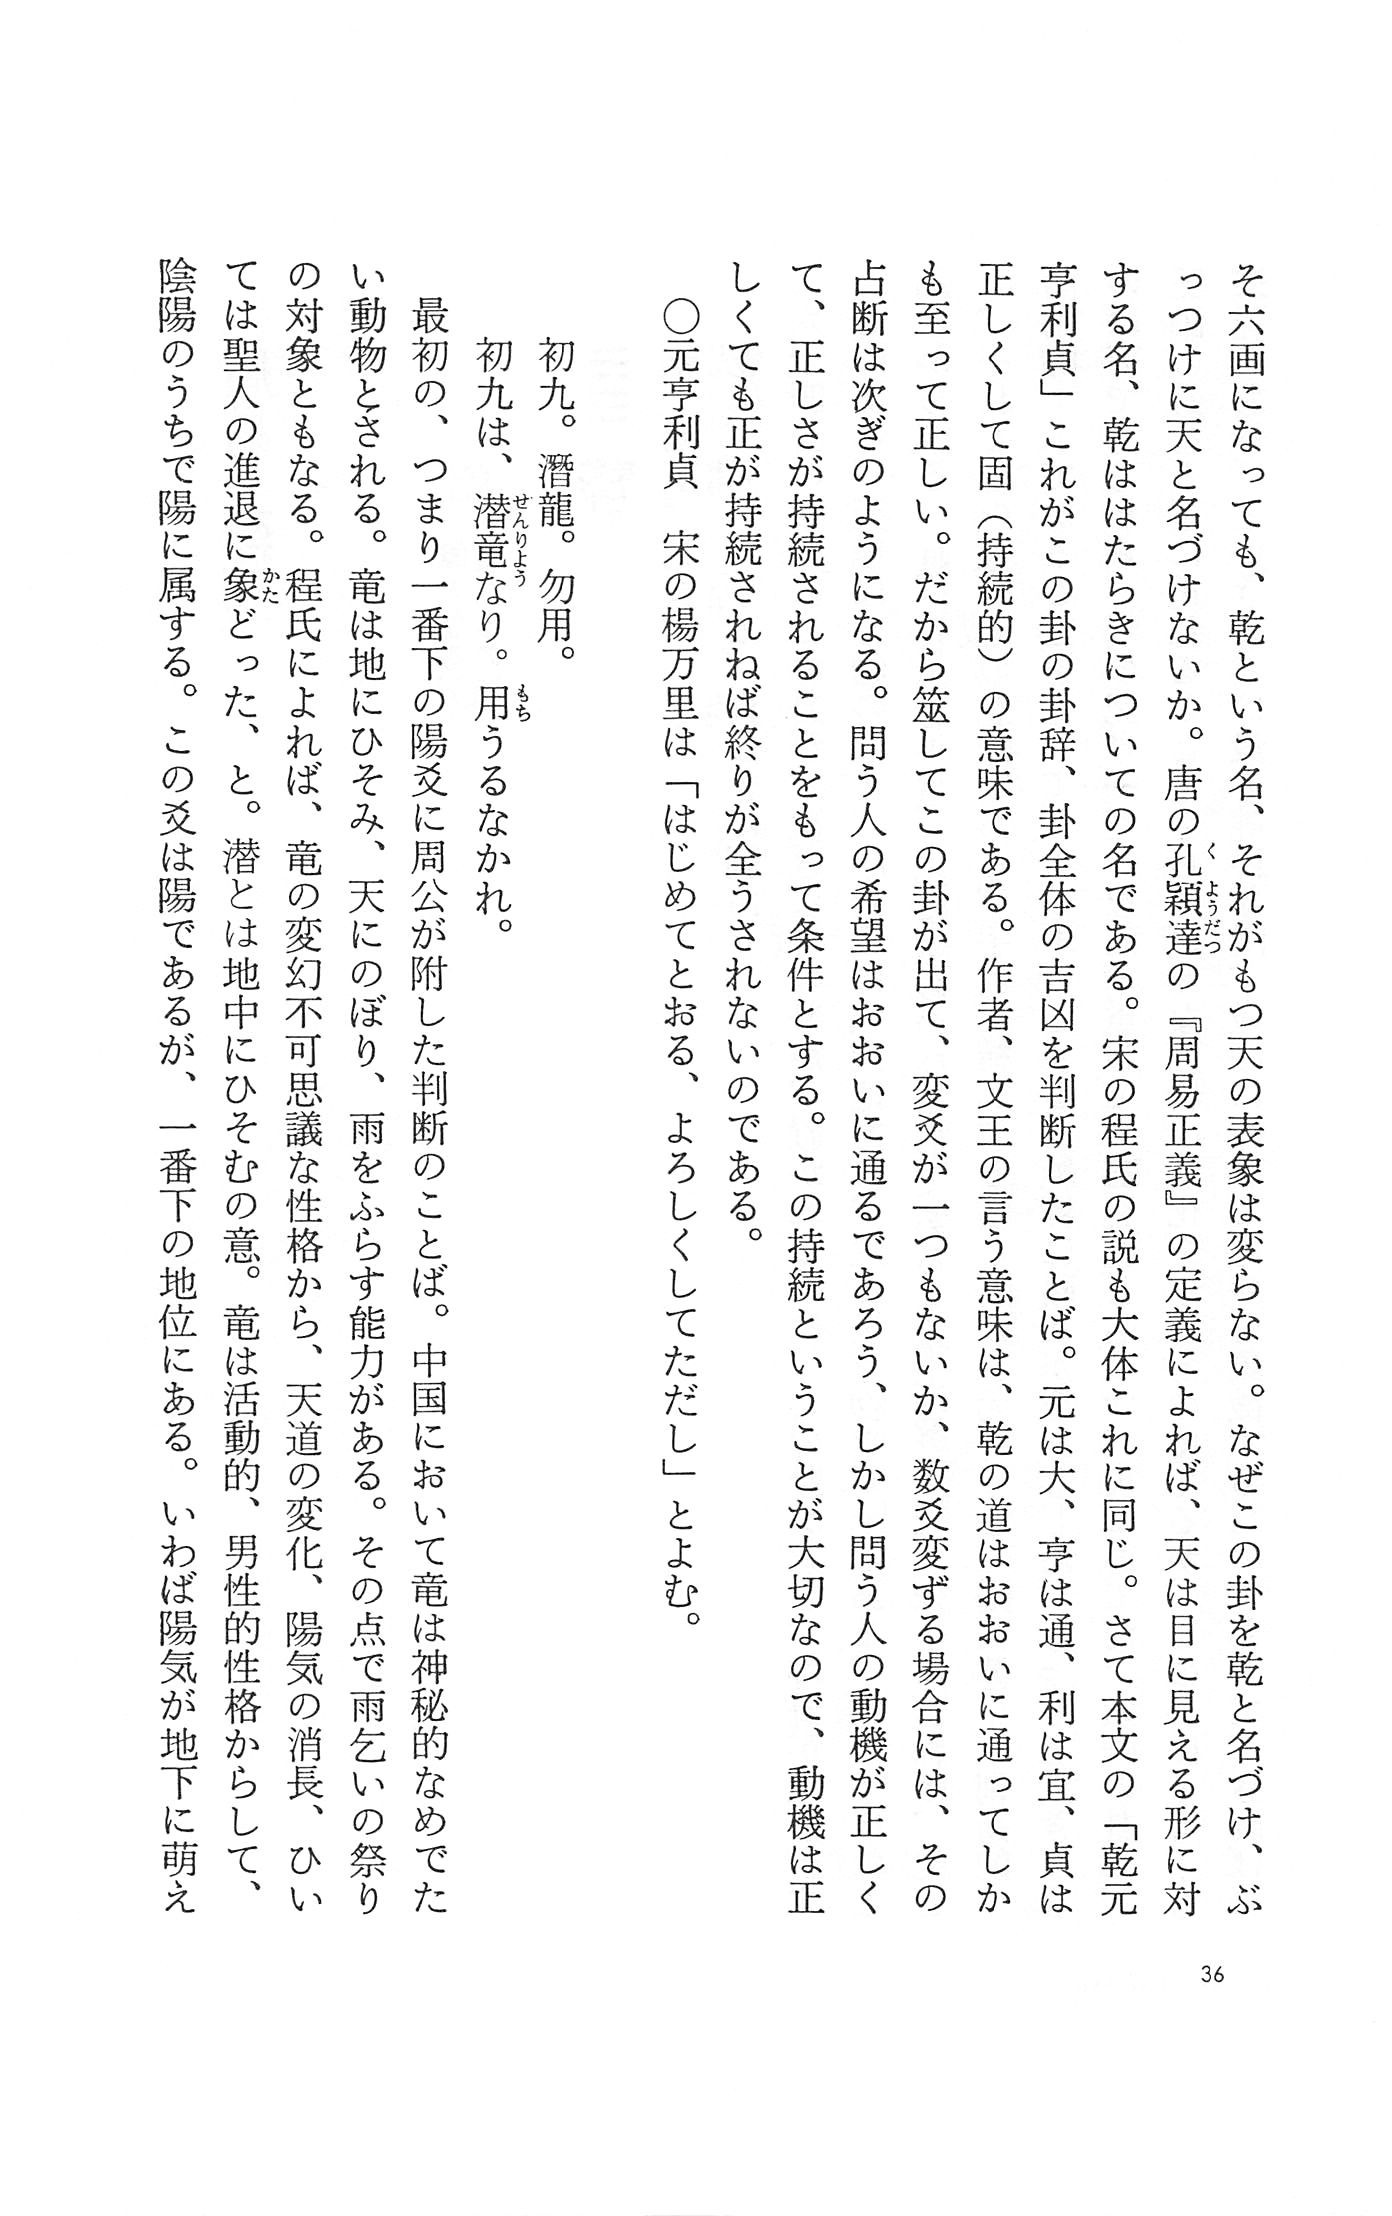 そ六画になっても、乾という名、それがもつ天の表象は変らない。なぜこの卦を乾と名づけ、ぶ
っつけに天と名づけないか。唐の孔穎達の『周易正義』の定義によれば、天は目に見える形に対
する名、乾ははたらきについての名である。宋の程氏の説も大体これに同じ。さて本文の「乾元
亨利貞」これがこの卦の卦辞、卦全体の吉凶を判断したことば。元は大、亨は通、利は宜、貞は
正しくして固（持続的）の意味である。作者、文王の言う意味は、乾の道はおおいに通ってしか
も至って正しい。だから筮してこの卦が出て、変爻が一つもないか、数爻変ずる場合には、その
占断は次ぎのようになる。問う人の希望はおおいに通るであろう、しかし問う人の動機が正しく
て、正しさが持続されることをもって条件とする。この持続ということが大切なので、動機は正
しくても正が持続されねば終りが全うされないのである。
〇元亨利貞　宋の楊万里は「はじめてとおる、よろしくしてただし」とよむ。
初九。潛龍。勿用。
初九は、潜竜なり。用うるなかれ。
最初の、つまり一番下の陽爻に周公が附した判断のことば。中国において竜は神秘的なめでた
い動物とされる。竜は地にひそみ、天にのぼり、雨をふらす能力がある。その点で雨乞いの祭り
の対象ともなる。程氏によれば、竜の変幻不可思議な性格から、天道の変化、陽気の消長、ひい
ては聖人の進退に象どった、と。潜とは地中にひそむの意。竜は活動的、男性的性格からして、
陰陽のうちで陽に属する。この爻は陽であるが、一番下の地位にある。いわば陽気が地下に萌え
36